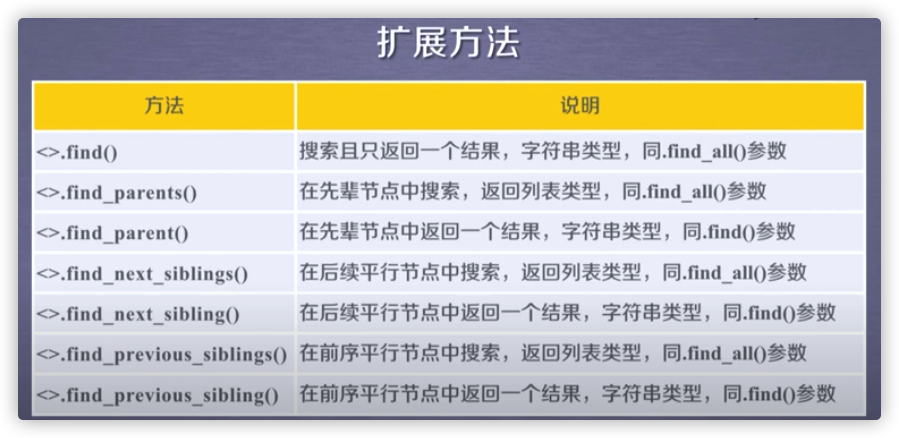 扩展方法
方法 说明
<>.find() 搜索且只返回一个结果，字符串类型，同.find_all()参数
<>.find_parents() 在先辈节点中搜索，返回列表类型，同.find_all()参数
<>.find_parent() 在先辈节点中返回一个结果，字符串类型，同.find()参数
<>.find_next_siblings() 在后续平行节点中搜索，返回列表类型，同.find_all()参数
<>.find_next_sibling() 在后续平行节点中返回一个结果，字符串类型，同.find()参数
<>.find_previous_siblings() 在前序平行节点中搜索，返回列表类型，同.find_all()参数
<>.find_previous_sibling() 在前序平行节点中返回一个结果，字符串类型，同.find()参数